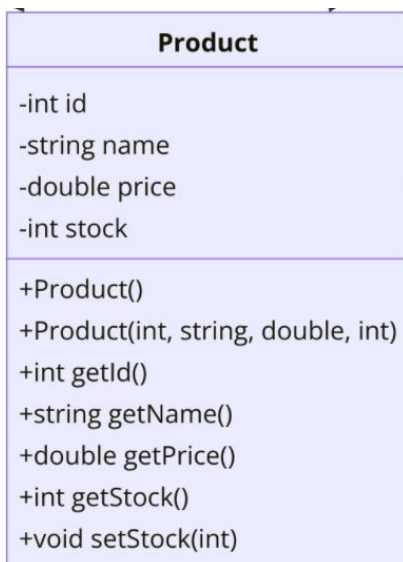 Product
-int id
-string name
-double price
-int stock
+Product()
+Product(int, string, double, int)
+int getId()
+string getName()
+double getPrice()
+int getStock()
+void setStock(int)